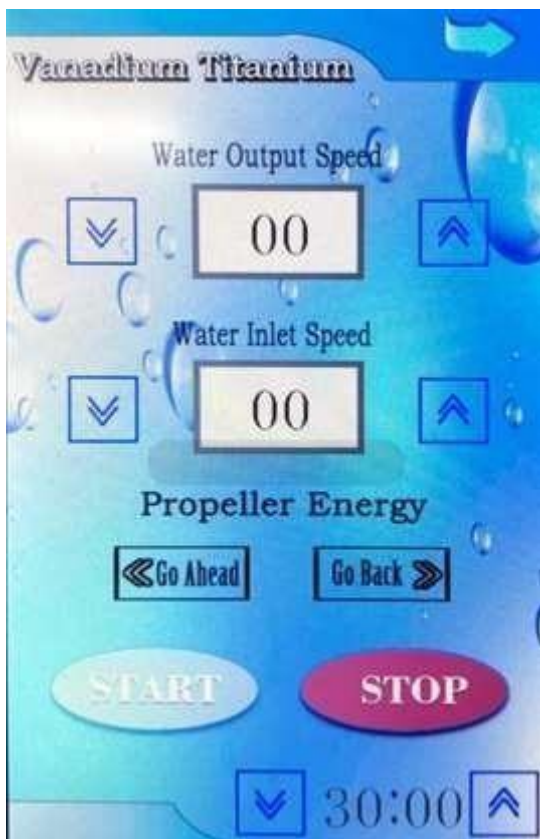 Vanadium Titanium
Water Output Speed
00
Water Inlet Speed
00
Propeller Energy
Go Ahead
Go Back
START
STOP
30:00